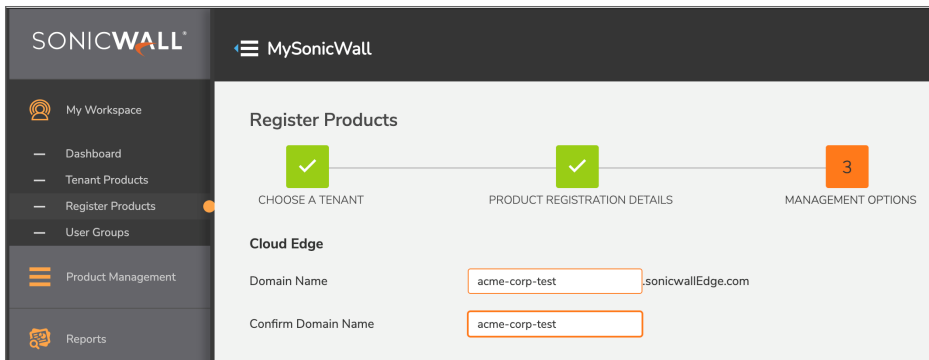 SONICWALL
MySonicWall
My Workspace
Dashboard
Tenant Products
Register Products
User Groups
Product Management
Reports
Register Products
3
CHOOSE A TENANT
PRODUCT REGISTRATION DETAILS
MANAGEMENT OPTIONS
Cloud Edge
Domain Name
acme-corp-test
.sonicwallEdge.com
Confirm Domain Name
acme-corp-test